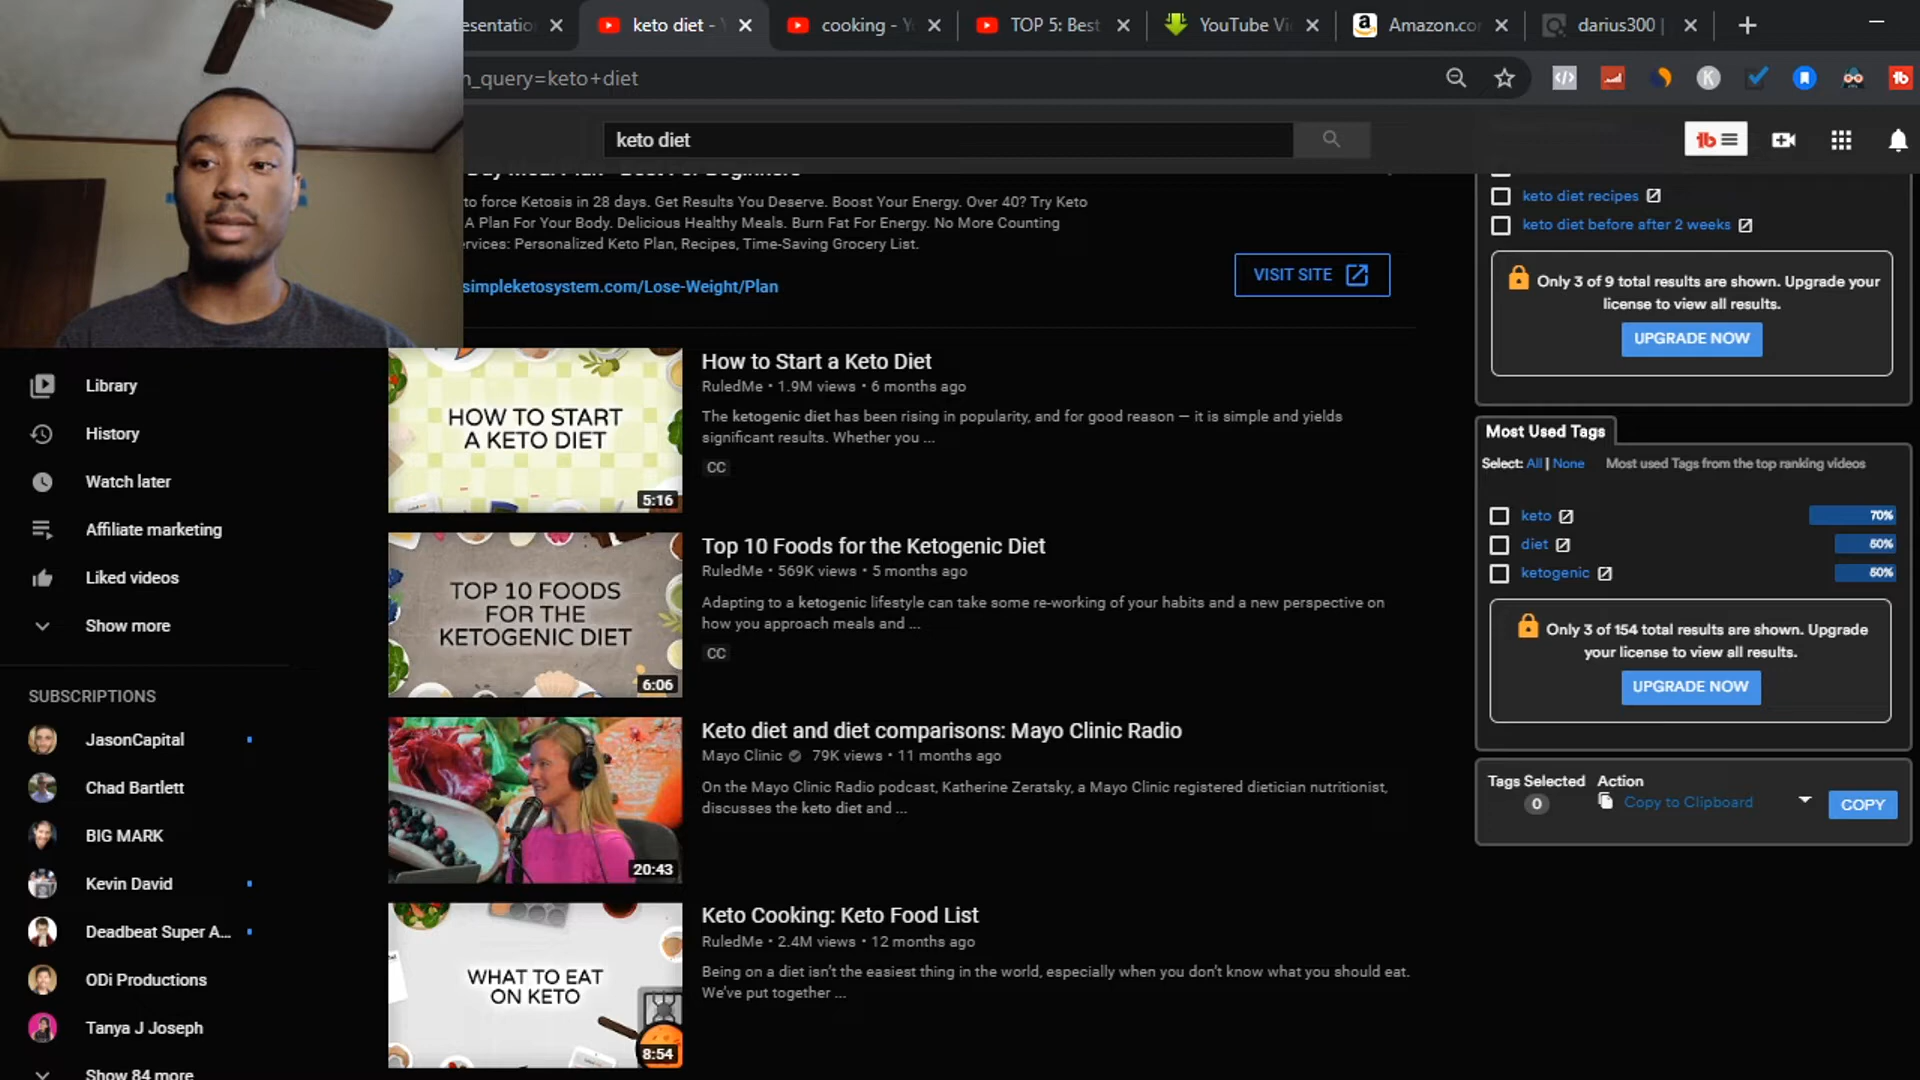 esentation
keto diet -
cooking - Y
TOP 5: Best
YouTube Vi
Amazon.co
darius300 |
n_query=keto+diet
keto diet
to force Ketosis in 28 days. Get Results You Deserve. Boost Your Energy. Over 40? Try Keto
A Plan For Your Body. Delicious Healthy Meals. Burn Fat For Energy. No More Counting
ervices: Personalized Keto Plan, Recipes, Time-Saving Grocery List.
simpleketosystem.com/Lose-Weight/Plan
VISIT SITE
Library
History
Watch later
Affiliate marketing
Liked videos
Show more
SUBSCRIPTIONS
JasonCapital
Chad Bartlett
BIG MARK
Kevin David
Deadbeat Super A...
ODi Productions
Tanya J Joseph
Show 84 more
HOW TO START
A KETO DIET
5:16
How to Start a Keto Diet
RuledMe • 1.9M views • 6 months ago
The ketogenic diet has been rising in popularity, and for good reason — it is simple and yields
significant results. Whether you ...
CC
TOP 10 FOODS
FOR THE
KETOGENIC DIET
6:06
Top 10 Foods for the Ketogenic Diet
RuledMe • 569K views • 5 months ago
Adapting to a ketogenic lifestyle can take some re-working of your habits and a new perspective on
how you approach meals and ...
CC
20:43
Keto diet and diet comparisons: Mayo Clinic Radio
Mayo Clinic 79K views • 11 months ago
On the Mayo Clinic Radio podcast, Katherine Zeratsky, a Mayo Clinic registered dietician nutritionist,
discusses the keto diet and ...
WHAT TO EAT
ON KETO
8:54
Keto Cooking: Keto Food List
RuledMe • 2.4M views • 12 months ago
Being on a diet isn't the easiest thing in the world, especially when you don't know what you should eat.
We've put together ...
keto diet recipes
keto diet before after 2 weeks
Only 3 of 9 total results are shown. Upgrade your
license to view all results.
UPGRADE NOW
Most Used Tags
Select: All | None Most used Tags from the top ranking videos
keto 70%
diet 50%
ketogenic 50%
Only 3 of 154 total results are shown. Upgrade
your license to view all results.
UPGRADE NOW
Tags Selected Action
0 Copy to Clipboard COPY